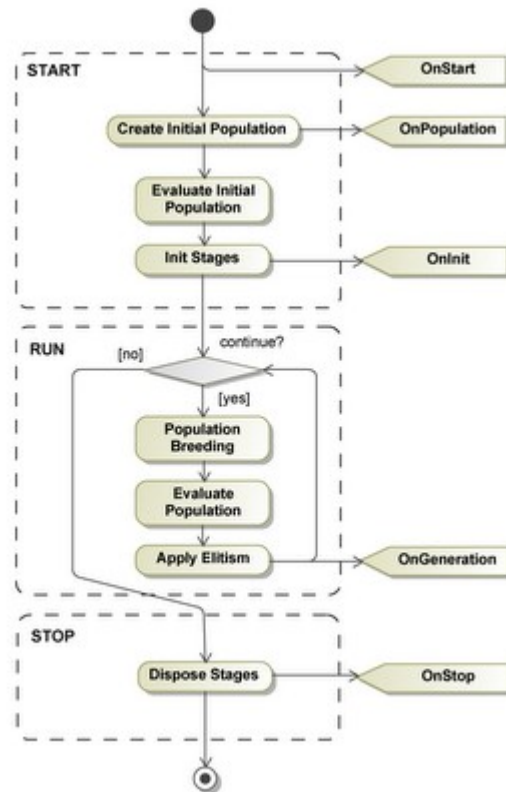 START
OnStart
Create Initial Population
OnPopulation
Evaluate Initial
Population
Init Stages
OnInit
RUN
[no]
continue?
[yes]
Population
Breeding
Evaluate
Population
Apply Elitism
OnGeneration
STOP
Dispose Stages
OnStop